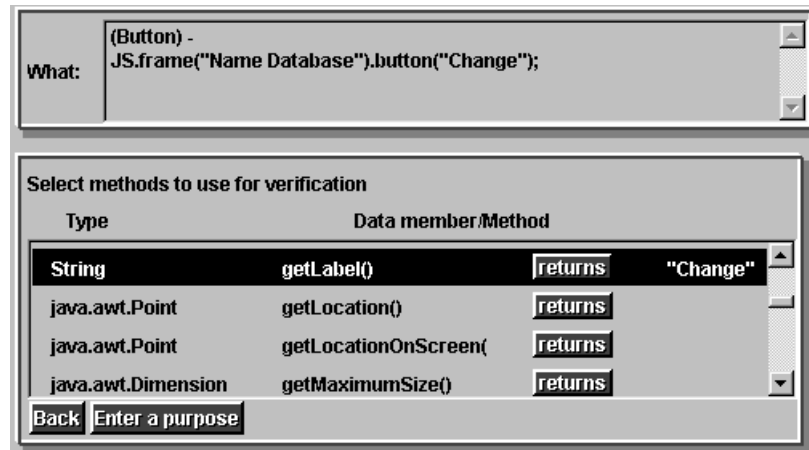 (Button) -
What: JS.frame("Name Database").button("Change");
Select methods to use for verification
Type Data member/Method
String getLabel() returns "Change"
java.awt.Point getLocation() returns
java.awt.Point getLocationOnScreen( returns
java.awt.Dimension getMaximumSize() returns
Back Enter a purpose